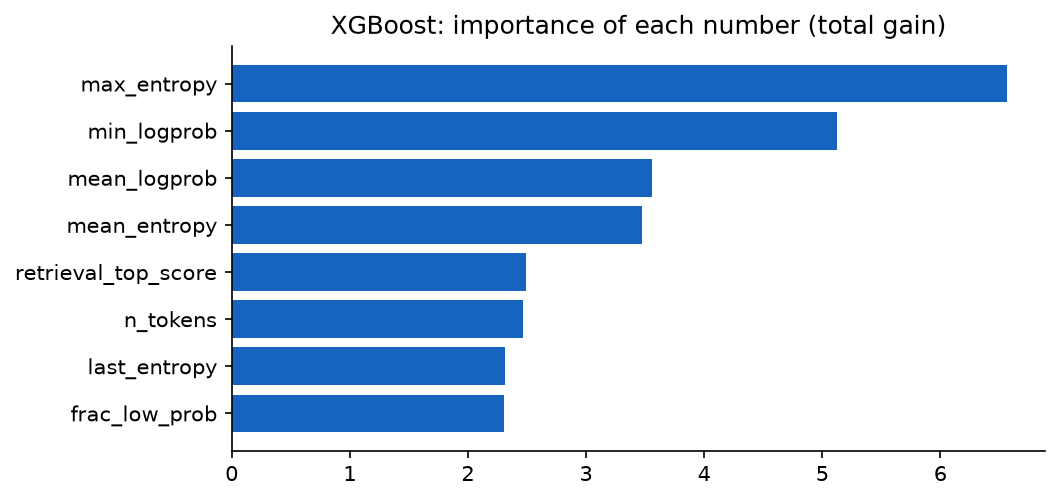 XGBoost: importance of each number (total gain)
max_entropy
min_logprob
mean_logprob
mean_entropy
retrieval_top_score
n_tokens
last_entropy
frac_low_prob
0 1 2 3 4 5 6